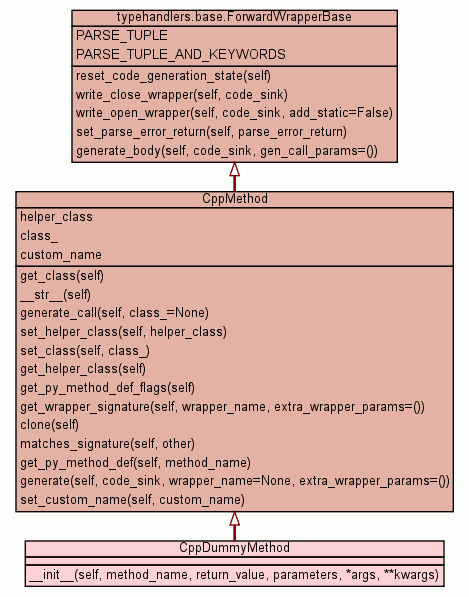 typehandlers.base.ForwardWrapperBase
PARSE_TUPLE
PARSE_TUPLE_AND_KEYWORDS
reset_code_generation_state(self)
write_close_wrapper(self, code_sink)
write_open_wrapper(self, code_sink, add_static=False)
set_parse_error_return(self, parse_error_return)
generate_body(self, code_sink, gen_call_params=())
CppMethod
helper_class
class_
custom_name
get_class(self)
__str__(self)
generate_call(self, class_=None)
set_helper_class(self, helper_class)
set_class(self, class_)
get_helper_class(self)
get_py_method_def_flags(self)
get_wrapper_signature(self, wrapper_name, extra_wrapper_params=())
clone(self)
matches_signature(self, other)
get_py_method_def(self, method_name)
generate(self, code_sink, wrapper_name=None, extra_wrapper_params=())
set_custom_name(self, custom_name)
CppDummyMethod
__init__(self, method_name, return_value, parameters, *args, **kwargs)